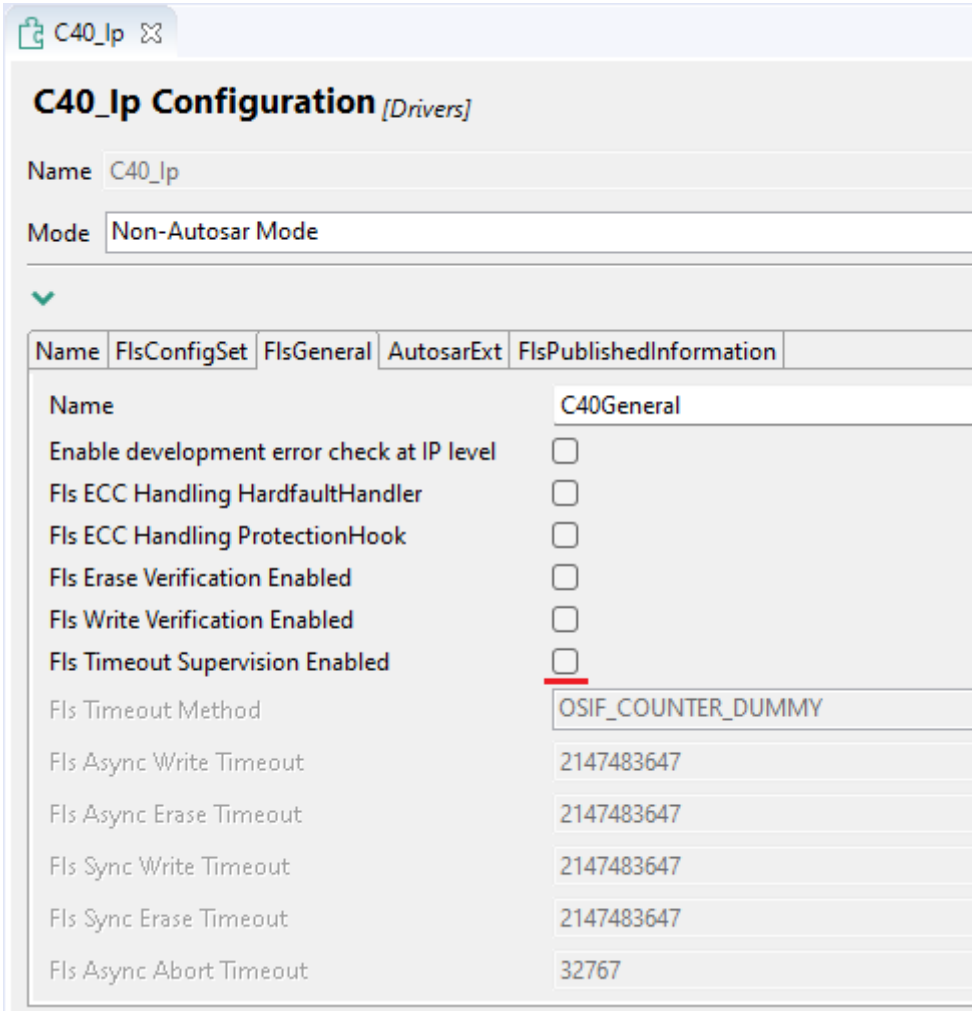 C40_Ip
C40_Ip Configuration [Drivers]
Name C40_Ip
Mode Non-Autosar Mode
Name FlsConfigSet FlsGeneral AutosarExt FlsPublishedInformation
Name C40General
Enable development error check at IP level
Fls ECC Handling HardfaultHandler
Fls ECC Handling ProtectionHook
Fls Erase Verification Enabled
Fls Write Verification Enabled
Fls Timeout Supervision Enabled
Fls Timeout Method OSIF_COUNTER_DUMMY
Fls Async Write Timeout 2147483647
Fls Async Erase Timeout 2147483647
Fls Sync Write Timeout 2147483647
Fls Sync Erase Timeout 2147483647
Fls Async Abort Timeout 32767